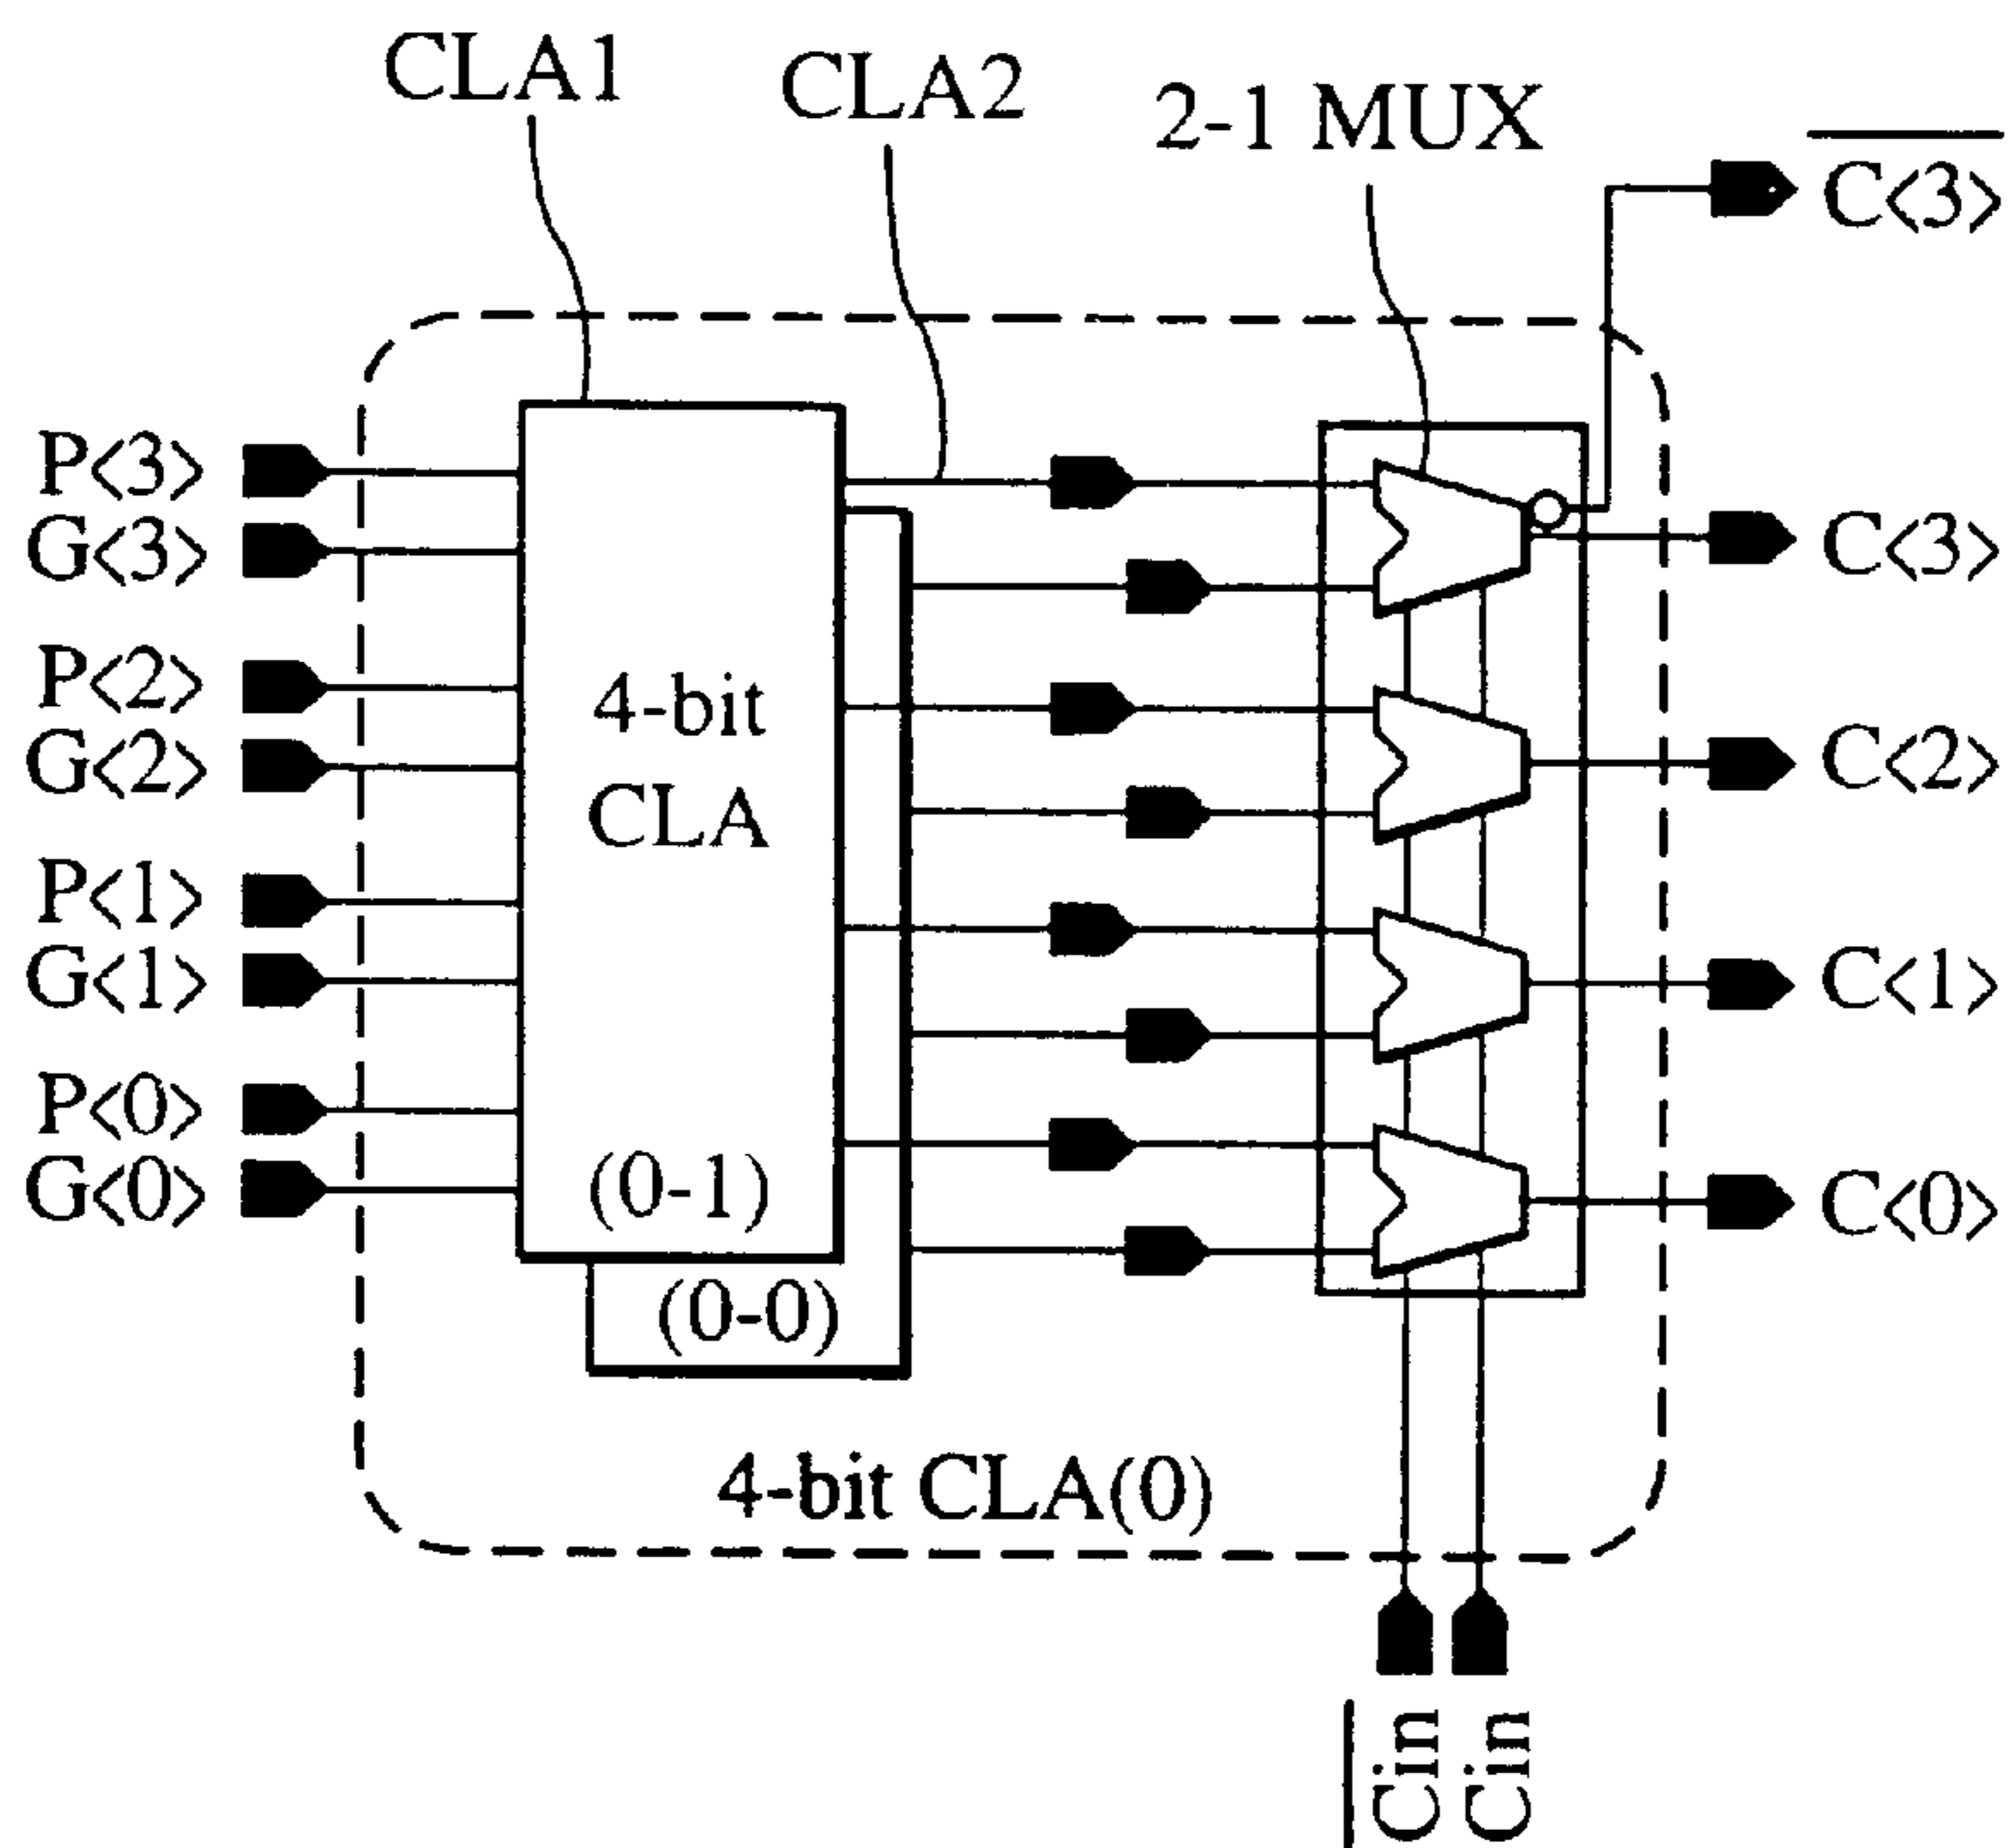 CLA1
CLA2
2-1 MUX
C̅<̅3̅>̅
P<3>
G<3>
P<2>
G<2>
P<1>
G<1>
P<0>
G<0>
4-bit
CLA
(0-1)
(0-0)
C<3>
C<2>
C<1>
C<0>
4-bit CLA(0)
C̅i̅n̅
Cin